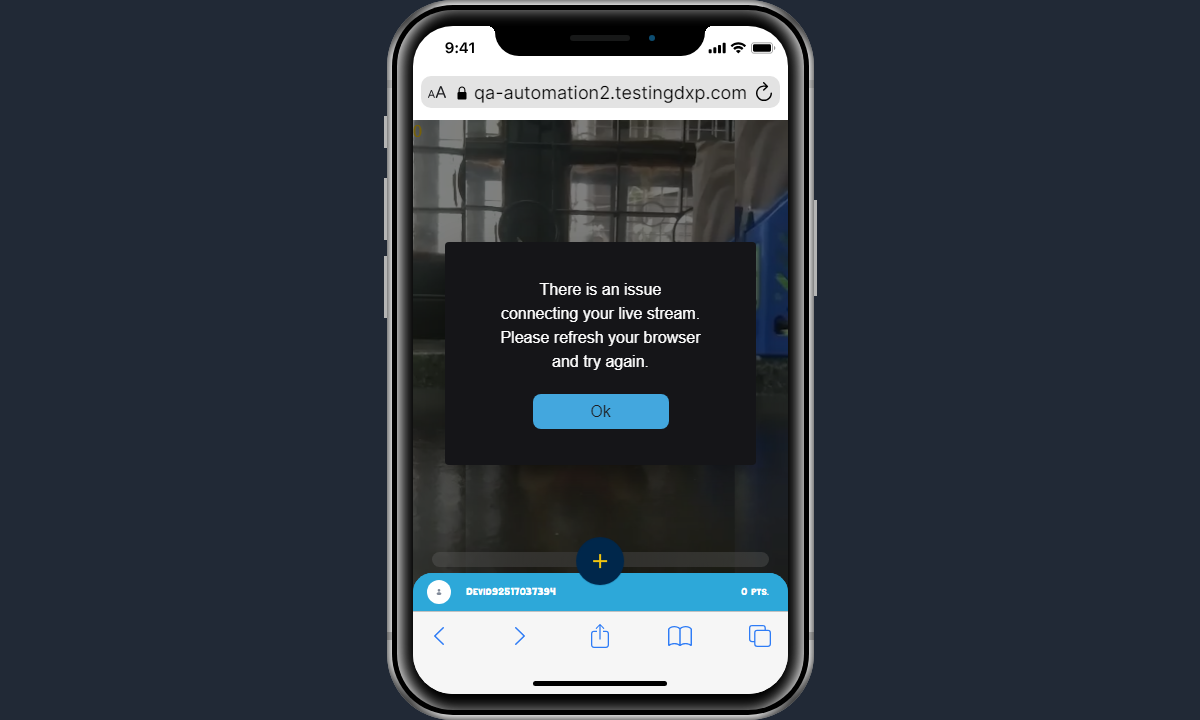 9:41
AA qa-automation2.testingdxp.com
0
There is an issue
connecting your live stream.
Please refresh your browser
and try again.
Ok
+
DEVID92517037394 0 PTS.